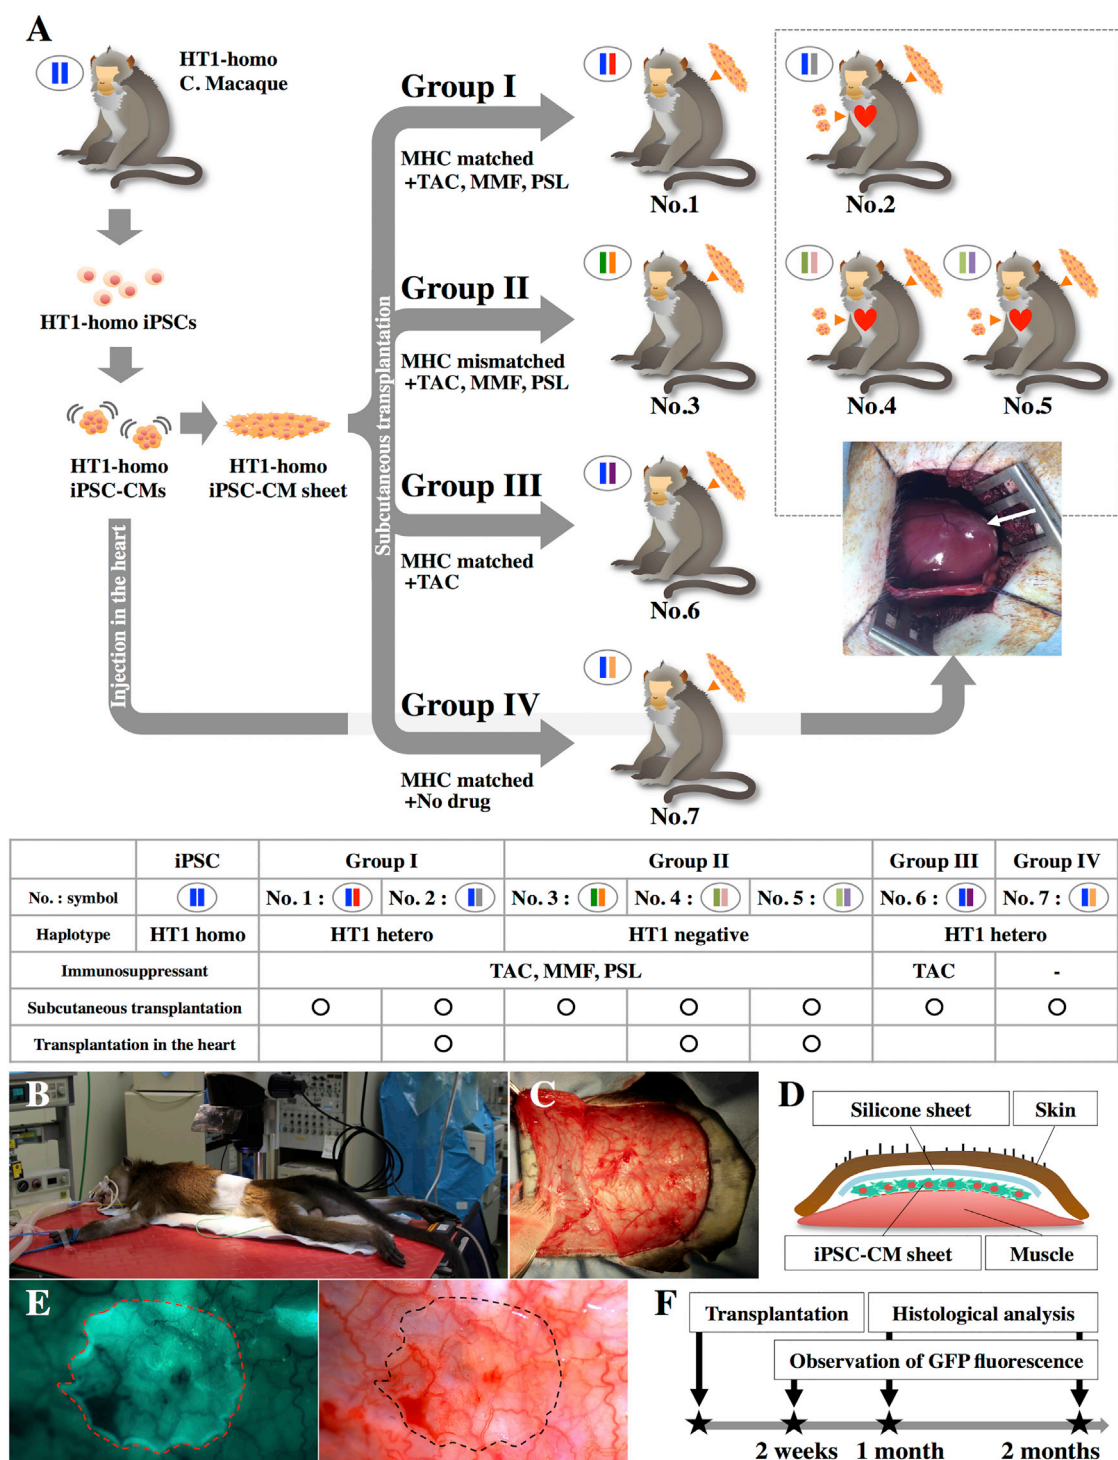 A
HT1-homo
C. Macaque
HT1-homo iPSCs
HT1-homo
iPSC-CMs
HT1-homo
iPSC-CM sheet
Injection in the heart
Subcutaneous transplantation
Group I
MHC matched
+TAC, MMF, PSL
No.1
No.2
Group II
MHC mismatched
+TAC, MMF, PSL
No.3
No.4
No.5
Group III
MHC matched
+TAC
No.6
Group IV
MHC matched
+No drug
No.7
iPSC Group I Group II Group III Group IV
No. : symbol No. 1 : No. 2 : No. 3 : No. 4 : No. 5 : No. 6 : No. 7 :
Haplotype HT1 homo HT1 hetero HT1 negative HT1 hetero
Immunosuppressant TAC, MMF, PSL TAC -
Subcutaneous transplantation
Transplantation in the heart
B
C
D
Silicone sheet Skin
iPSC-CM sheet Muscle
E
F
Transplantation Histological analysis
Observation of GFP fluorescence
2 weeks 1 month 2 months